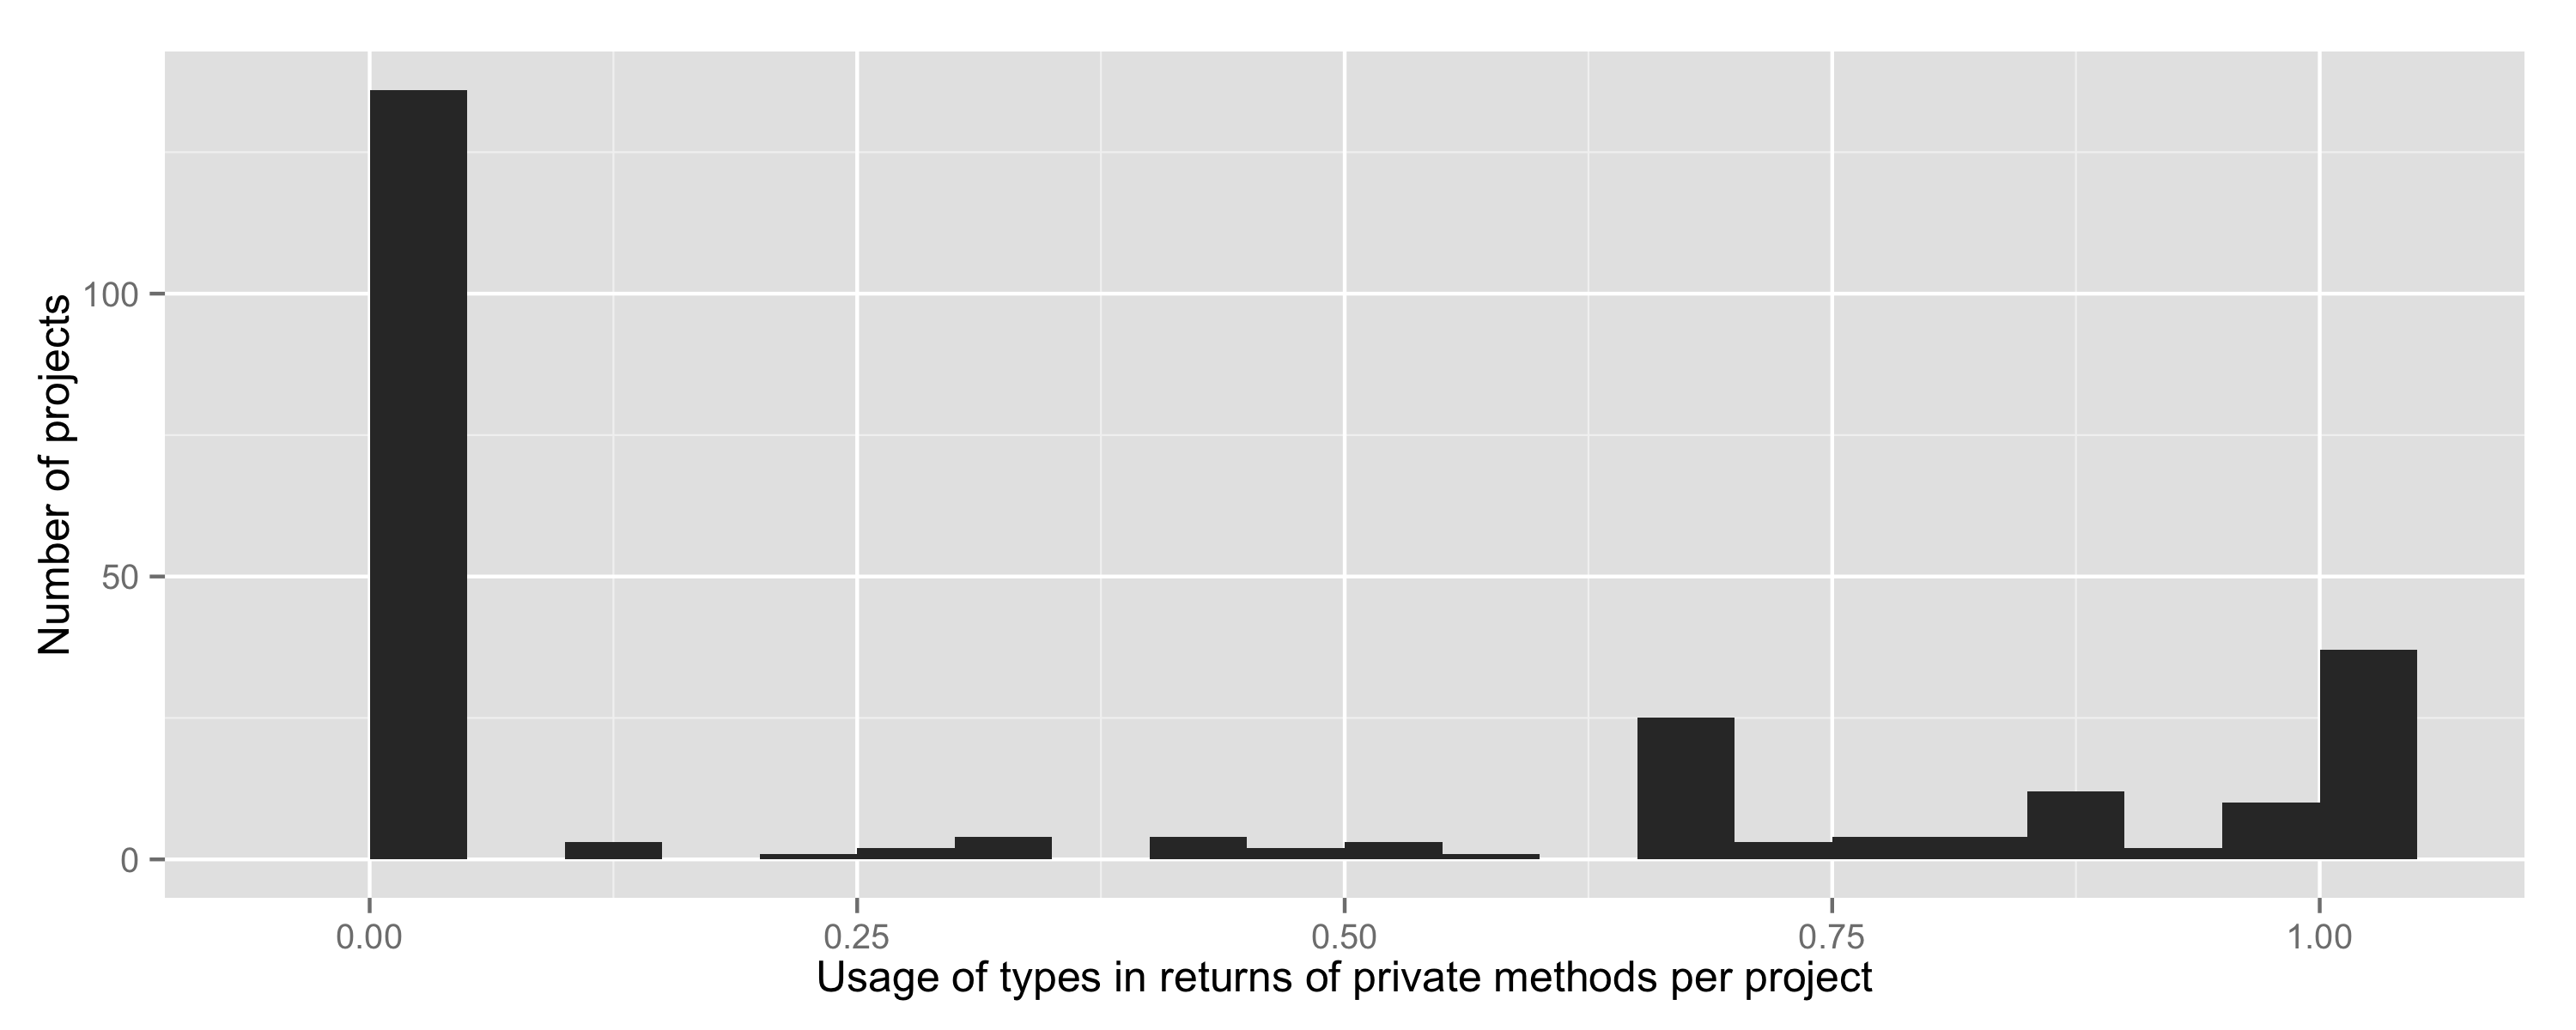 Number of projects
100
50
0
0.00 0.25 0.50 0.75 1.00
Usage of types in returns of private methods per project